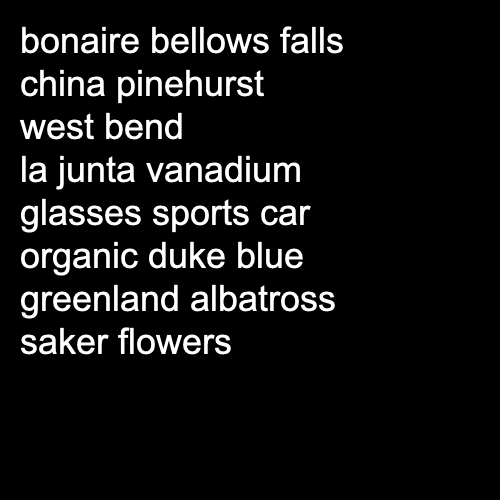 bonaire bellows falls
china pinehurst
west bend
la junta vanadium
glasses sports car
organic duke blue
greenland albatross
saker flowers